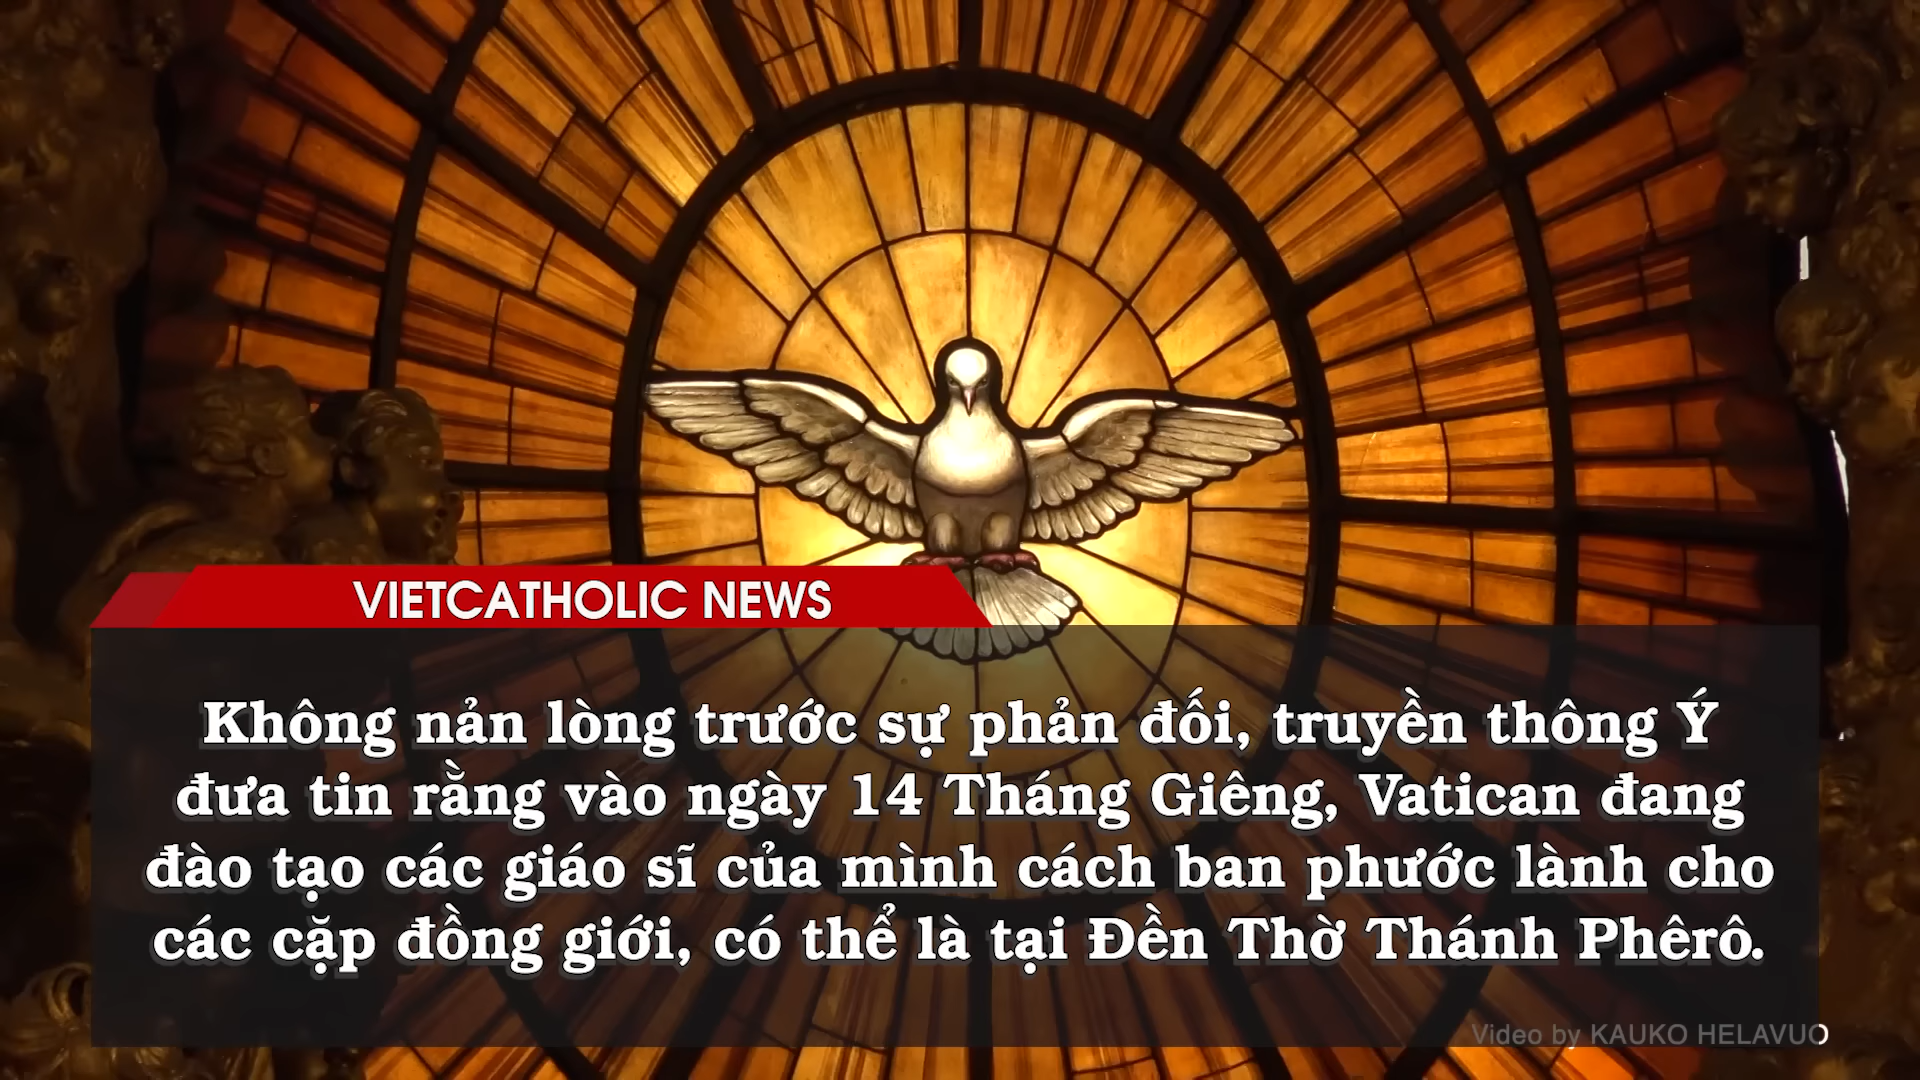 VIETCATHOLIC NEWS
Không nản lòng trước sự phản đối, truyền thông Ý
đưa tin rằng vào ngày 14 Tháng Giêng, Vatican đang
đào tạo các giáo sĩ của mình cách ban phước lành cho
các cặp đồng giới, có thể là tại Đền Thờ Thánh Phêrô.
Video by KAUKO HELAVUO